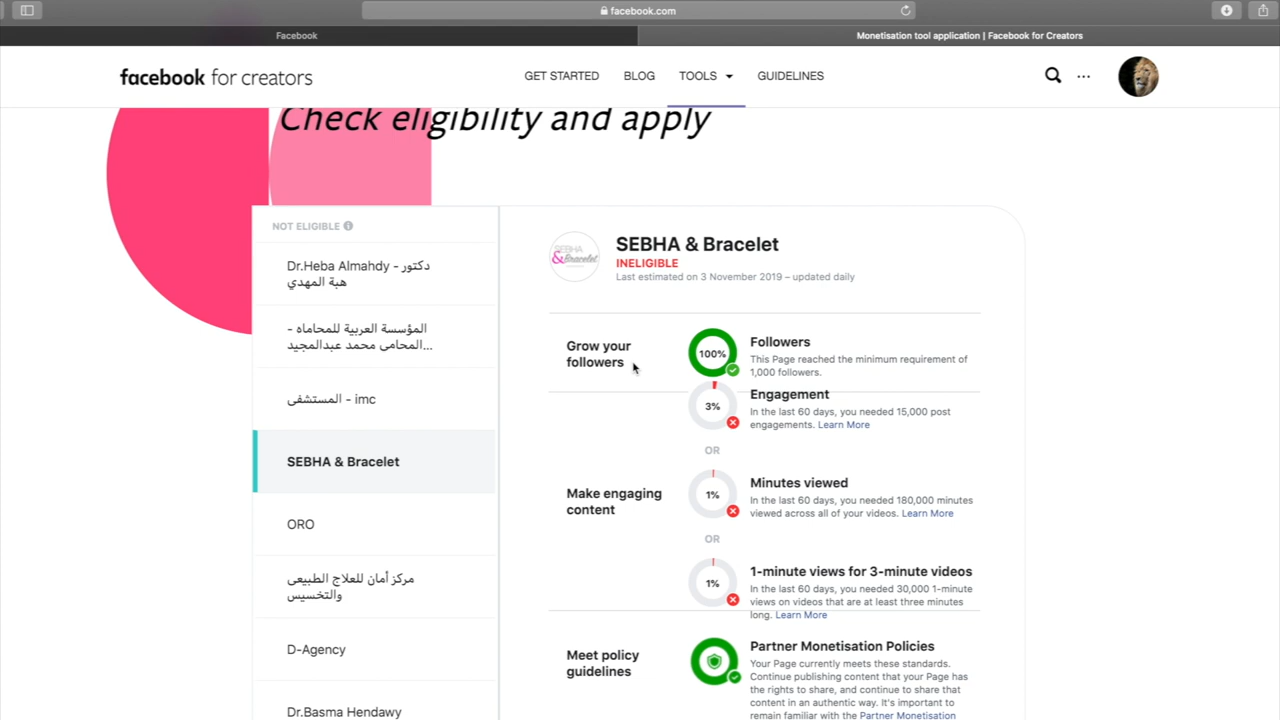 facebook.com
Facebook
Monetisation tool application | Facebook for Creators
facebook for creators
GET STARTED
BLOG
TOOLS
GUIDELINES
Check eligibility and apply
NOT ELIGIBLE
Dr.Heba Almahdy - دكتور
هبة المهدي
المؤسسة العربية للمحاماه -
المحامى محمد عبدالمجيد...
المستشفى - imc
SEBHA & Bracelet
ORO
مركز أمان للعلاج الطبيعى
والتخسيس
D-Agency
Dr.Basma Hendawy
SEBHA
& Bracelet
SEBHA & Bracelet
INELIGIBLE
Last estimated on 3 November 2019 – updated daily
Grow your
followers
100%
Followers
This Page reached the minimum requirement of
1,000 followers.
Make engaging
content
3%
Engagement
In the last 60 days, you needed 15,000 post
engagements. Learn More
OR
1%
Minutes viewed
In the last 60 days, you needed 180,000 minutes
viewed across all of your videos. Learn More
OR
1%
1-minute views for 3-minute videos
In the last 60 days, you needed 30,000 1-minute
views on videos that are at least three minutes
long. Learn More
Meet policy
guidelines
Partner Monetisation Policies
Your Page currently meets these standards.
Continue publishing content that your Page has
the rights to share, and continue to share that
content in an authentic way. It's important to
remain familiar with the Partner Monetisation